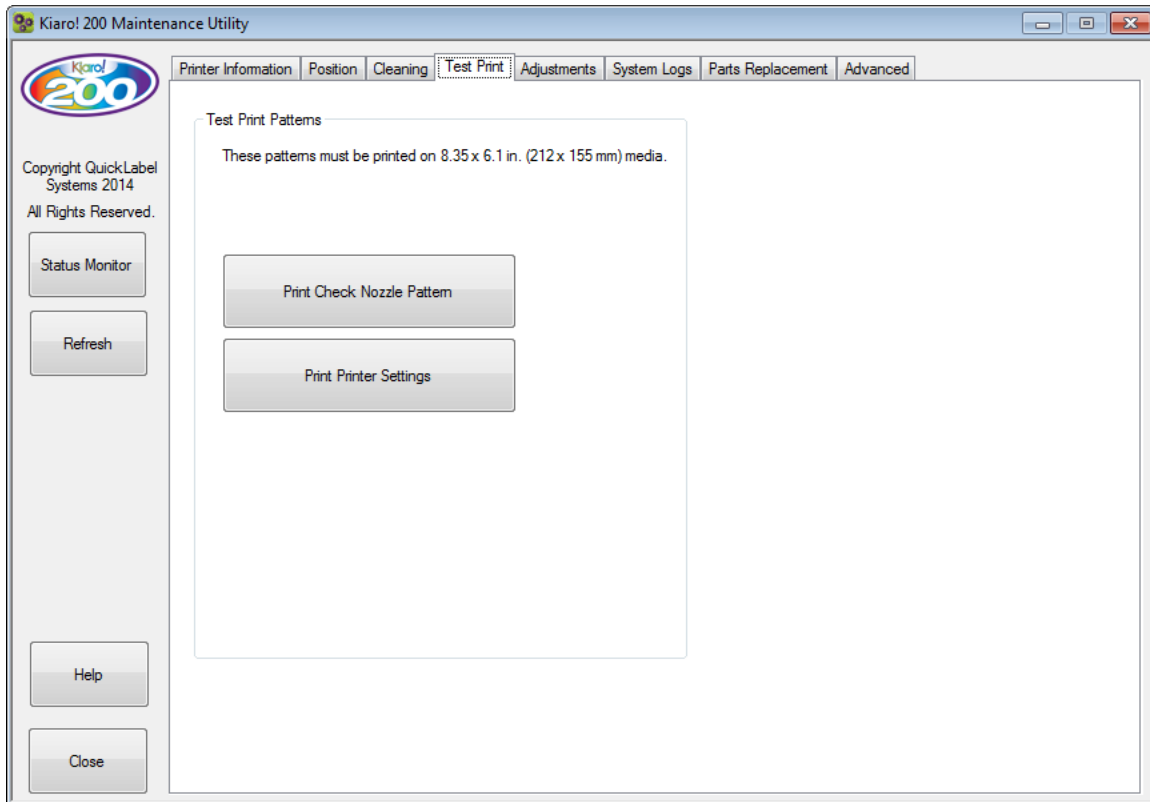 Kiaro! 200 Maintenance Utility
Kiaro!
200
Copyright QuickLabel
Systems 2014
All Rights Reserved.
Status Monitor
Refresh
Help
Close
Printer Information Position Cleaning Test Print Adjustments System Logs Parts Replacement Advanced
Test Print Patterns
These patterns must be printed on 8.35 x 6.1 in. (212 x 155 mm) media.
Print Check Nozzle Pattern
Print Printer Settings